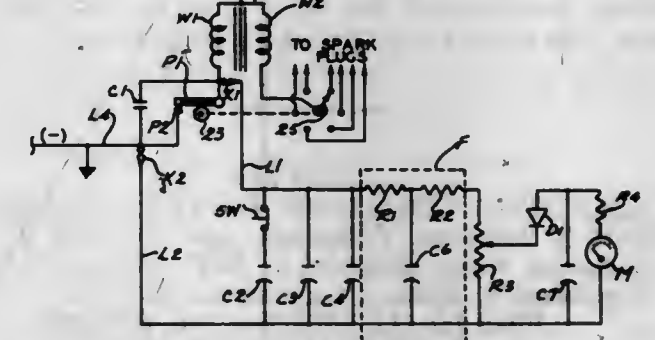 W1 W2
TO SPARK
PLUGS
P1
C1
X1
P2
L4
(-)
23
25
X2
L1
F
SW
R1 R2
R4
D1
L2
C6
M
R3
C2 C3 C4 C7